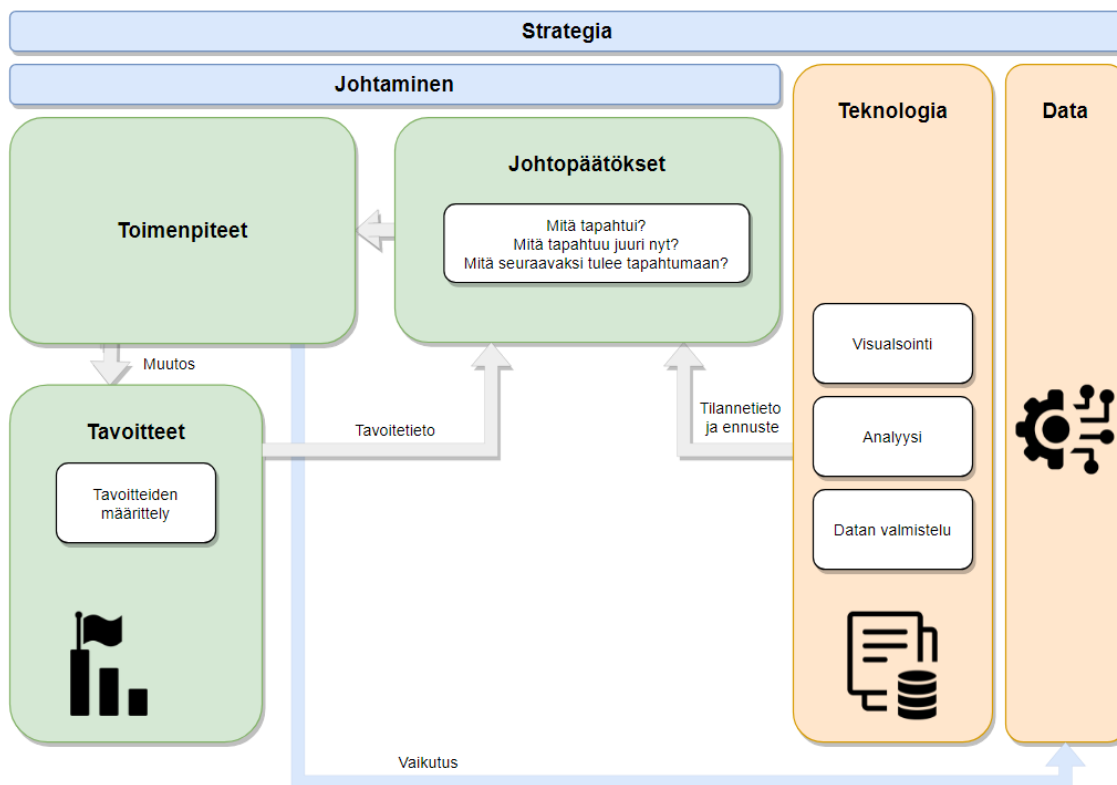 Strategia
Johtaminen
Teknologia
Data
Toimenpiteet
Johtopäätökset
Mitä tapahtui?
Mitä tapahtuu juuri nyt?
Mitä seuraavaksi tulee tapahtumaan?
Visualsointi
Muutos
Tavoitteet
Tavoitetieto
Tilannetieto
ja ennuste
Analyysi
Tavoitteiden
määrittely
Datan valmistelu
Vaikutus